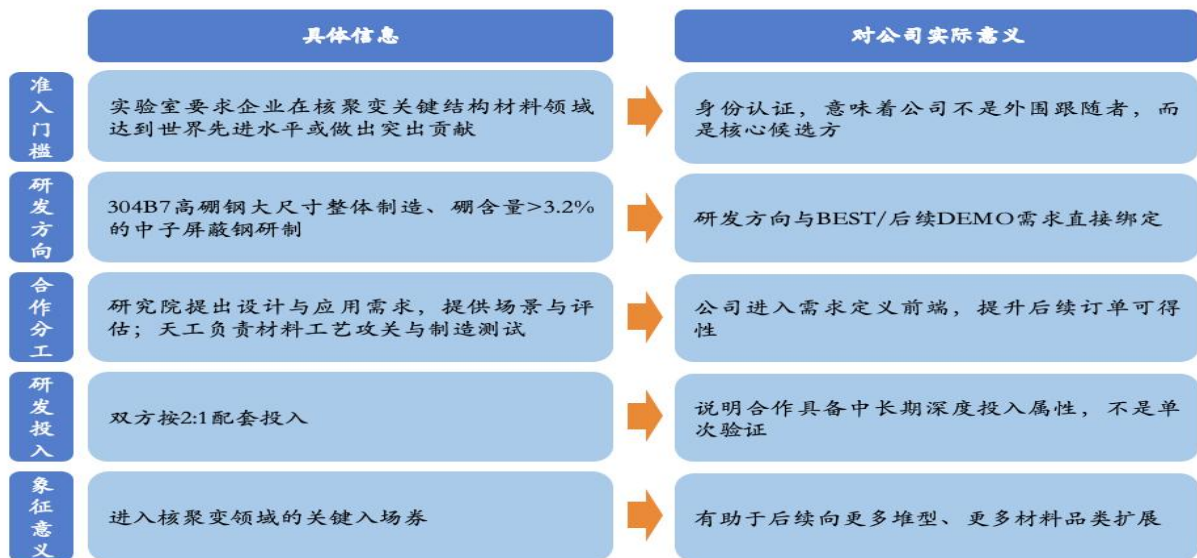 具体信息
对公司实际意义
准入门槛
实验室要求企业在核聚变关键结构材料领域
达到世界先进水平或做出突出贡献
身份认证，意味着公司不是外围跟随者，而
是核心候选方
研发方向
304B7高硼钢大尺寸整体制造、硼含量>3.2%
的中子屏蔽钢研制
研发方向与BEST/后续DEMO需求直接绑定
合作分工
研究院提出设计与应用需求，提供场景与评
估；天工负责材料工艺攻关与制造测试
公司进入需求定义前端，提升后续订单可得
性
研发投入
双方按2:1配套投入
说明合作具备中长期深度投入属性，不是单
次验证
象征意义
进入核聚变领域的关键入场券
有助于后续向更多堆型、更多材料品类扩展